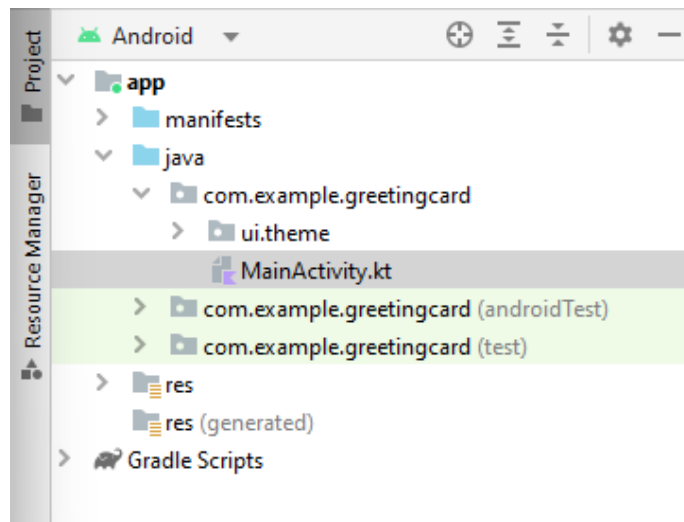 Project
Resource Manager
Android
app
manifests
java
com.example.greetingcard
ui.theme
MainActivity.kt
com.example.greetingcard (androidTest)
com.example.greetingcard (test)
res
res (generated)
Gradle Scripts